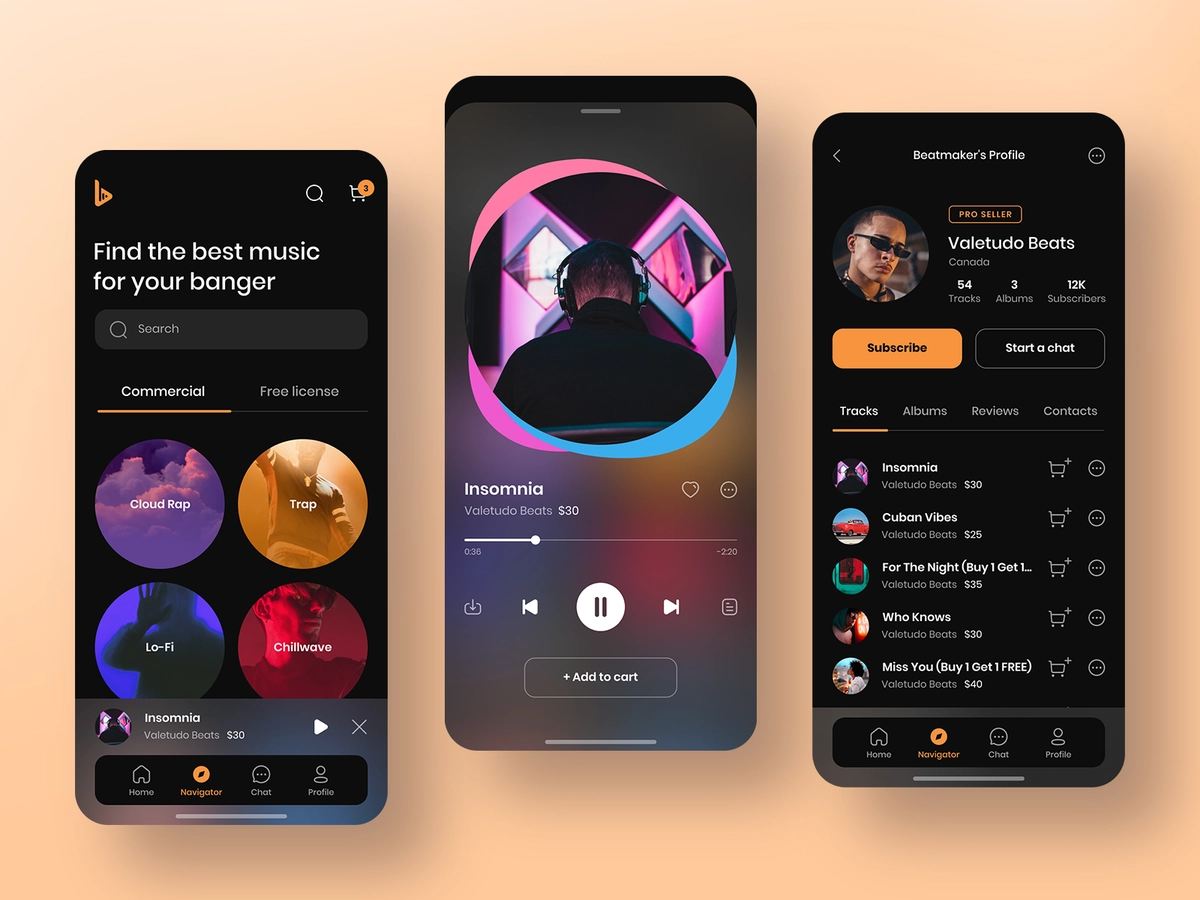 3
Find the best music
for your banger
Search
Commercial
Free license
Cloud Rap
Trap
Lo-Fi
Chillwave
Insomnia
Valetudo Beats $30
Home
Navigator
Chat
Profile
Insomnia
Valetudo Beats $30
0:36
-2:20
+ Add to cart
Beatmaker's Profile
PRO SELLER
Valetudo Beats
Canada
54
Tracks
3
Albums
12K
Subscribers
Subscribe
Start a chat
Tracks
Albums
Reviews
Contacts
Insomnia
Valetudo Beats $30
Cuban Vibes
Valetudo Beats $25
For The Night (Buy 1 Get 1...
Valetudo Beats $35
Who Knows
Valetudo Beats $30
Miss You (Buy 1 Get 1 FREE)
Valetudo Beats $40
Home
Navigator
Chat
Profile